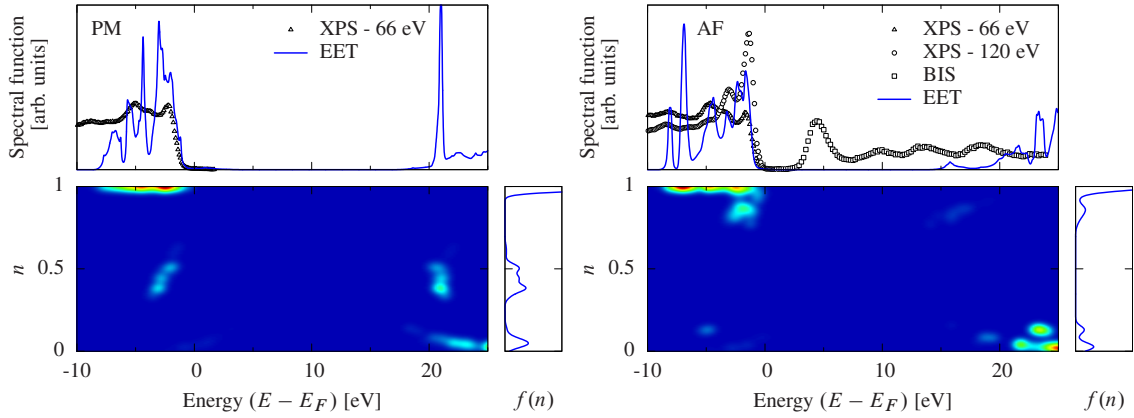 PM
XPS - 66 eV
EET
Spectral function
[arb. units]
1
0.5
0
n
-10
0
10
20
Energy (E − E_F) [eV]
f(n)
AF
XPS - 66 eV
XPS - 120 eV
BIS
EET
Spectral function
[arb. units]
1
0.5
0
n
-10
0
10
20
Energy (E − E_F) [eV]
f(n)